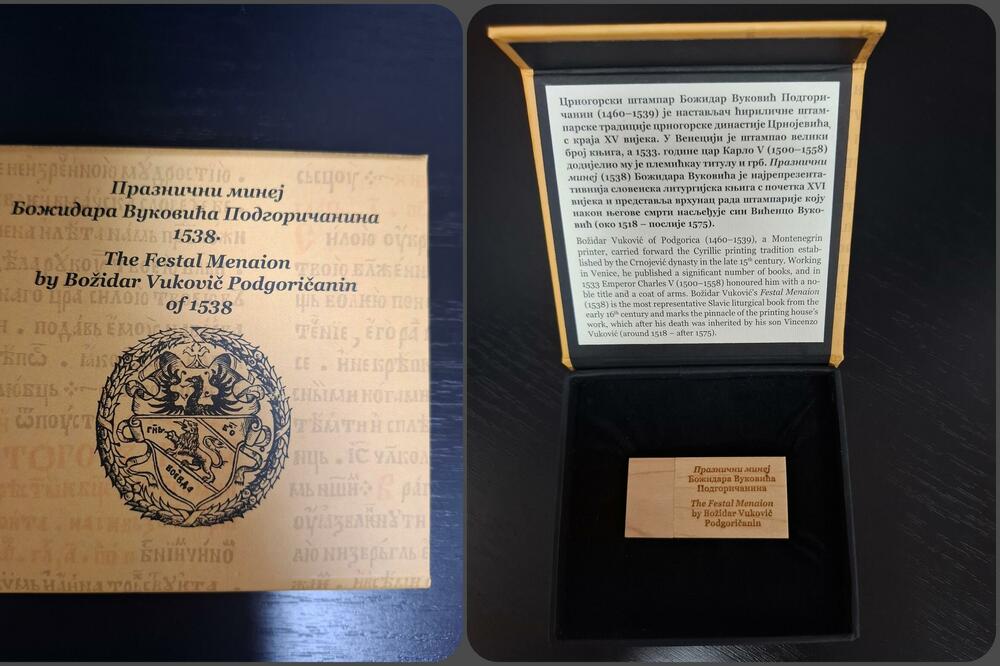 Празнични минеј
Божидара Вуковића Подгоричанина
1538.
The Festal Menaion
by Božidar Vukovič Podgoričanin
of 1538
ГНЬ
БО
ВОЕВДА
Црногорски штампар Божидар Вуковић Подгори-
чанин (1460–1539) је настављач ћириличне штам-
парске традиције црногорске династије Црнојевића,
с краја XV вијека. У Венецији је штампао велики
број књига, а 1533. године цар Карло V (1500–1558)
додијелио му је племићкау титулу и грб. Празнични
минеј (1538) Божидара Вуковића је најрепрезента-
тивнија словенска литургијска књига с почетка XVI
вијека и представља врхунац рада штампарије коју
након његове смрти насљеђује син Вићенцо Вуко-
вић (око 1518 – послије 1575).
Božidar Vuković of Podgorica (1460–1539), a Montenegrin
printer, carried forward the Cyrillic printing tradition estab-
lished by the Crnojević dynasty in the late 15th century. Working
in Venice, he published a significant number of books, and in
1533 Emperor Charles V (1500–1558) honoured him with a no-
ble title and a coat of arms. Božidar Vuković's Festal Menaion
(1538) is the most representative Slavic liturgical book from the
early 16th century and marks the pinnacle of the printing house's
work, which after his death was inherited by his son Vincenzo
Vuković (around 1518 – after 1575).
Празнични минеј
Божидара Вуковића
Подгоричанина
The Festal Menaion
by Božidar Vukovič
Podgoričanin